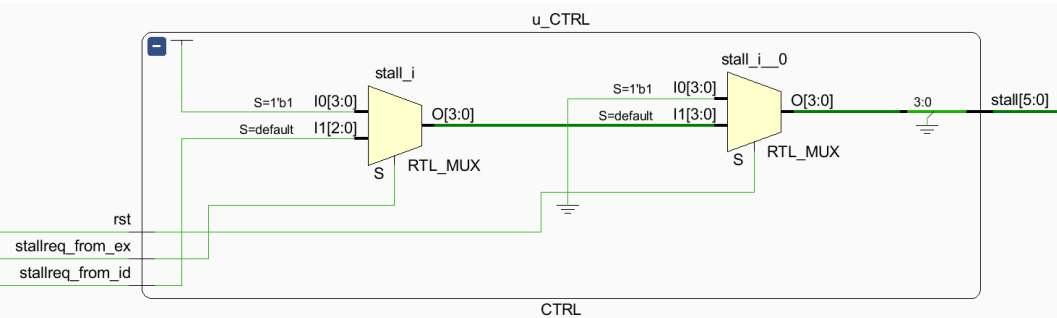 u_CTRL
stall_i
stall_i__0
S=1'b1 I0[3:0]
S=default I1[2:0]
O[3:0]
S
RTL_MUX
S=1'b1 I0[3:0]
S=default I1[3:0]
O[3:0]
S
RTL_MUX
3:0
stall[5:0]
rst
stallreq_from_ex
stallreq_from_id
CTRL